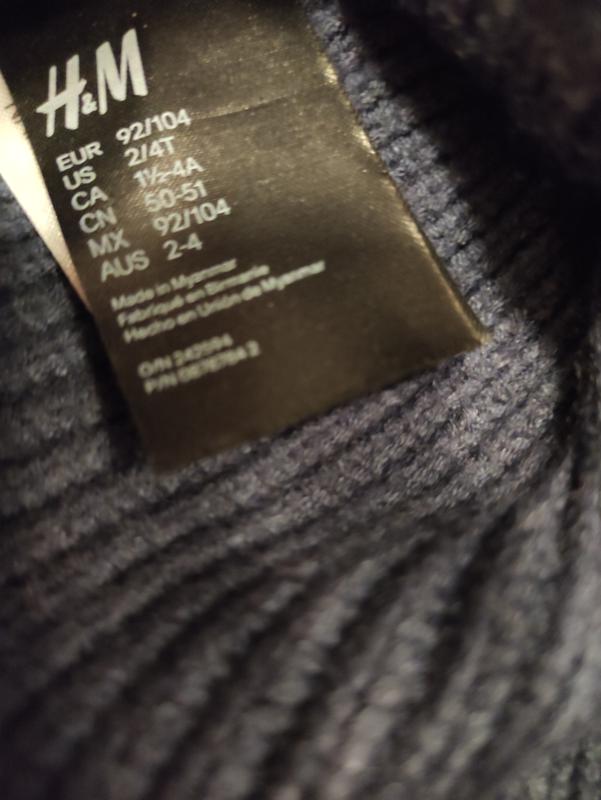 H&M
EUR 92/104
US 2/4T
CA 1½-4A
CN 50-51
MX 92/104
AUS 2-4
Made in Myanmar
Fabriqué en Birmanie
Hecho en Unión de Myanmar
O/N
P/N